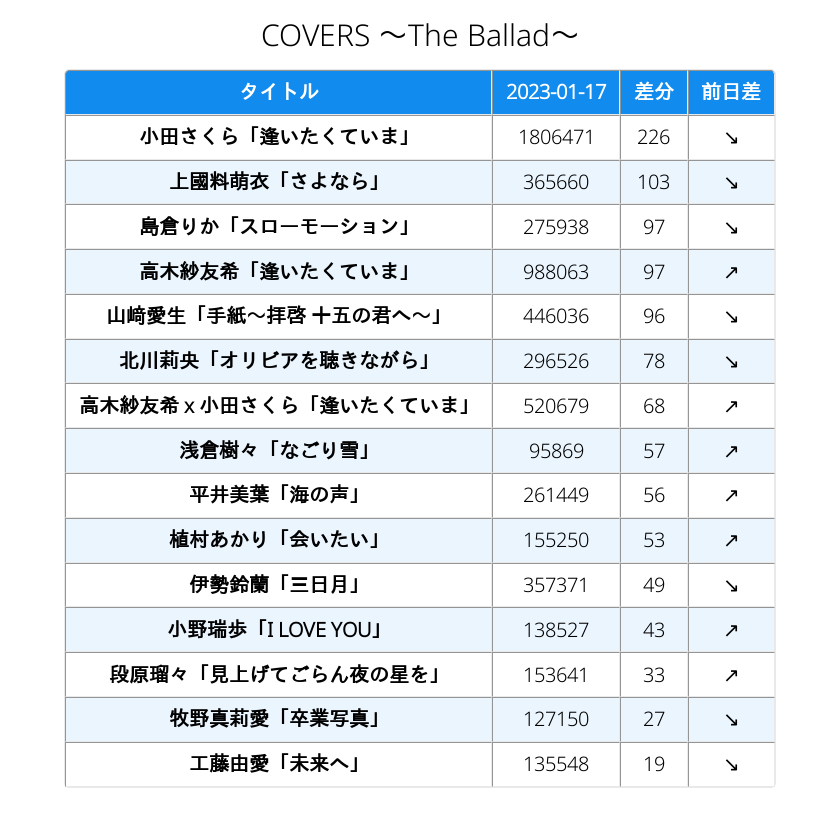 COVERS ～The Ballad～
タイトル 2023-01-17 差分 前日差
小田さくら「逢いたくていま」 1806471 226 ↘
上國料萌衣「さよなら」 365660 103 ↘
島倉りか「スローモーション」 275938 97 ↘
高木紗友希「逢いたくていま」 988063 97 ↗
山﨑愛生「手紙～拝啓 十五の君へ～」 446036 96 ↘
北川莉央「オリビアを聴きながら」 296526 78 ↘
高木紗友希 x 小田さくら「逢いたくていま」 520679 68 ↗
浅倉樹々「なごり雪」 95869 57 ↗
平井美葉「海の声」 261449 56 ↗
植村あかり「会いたい」 155250 53 ↗
伊勢鈴蘭「三日月」 357371 49 ↘
小野瑞歩「I LOVE YOU」 138527 43 ↗
段原瑠々「見上げてごらん夜の星を」 153641 33 ↗
牧野真莉愛「卒業写真」 127150 27 ↘
工藤由愛「未来へ」 135548 19 ↘